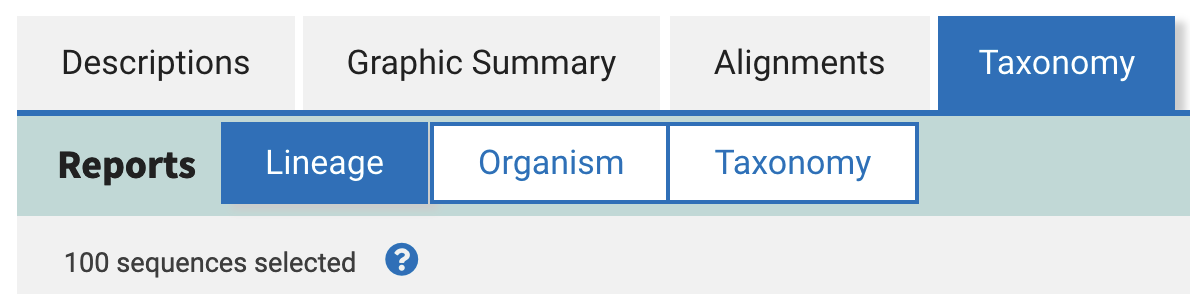 Descriptions Graphic Summary Alignments Taxonomy
Reports Lineage Organism Taxonomy
100 sequences selected ?